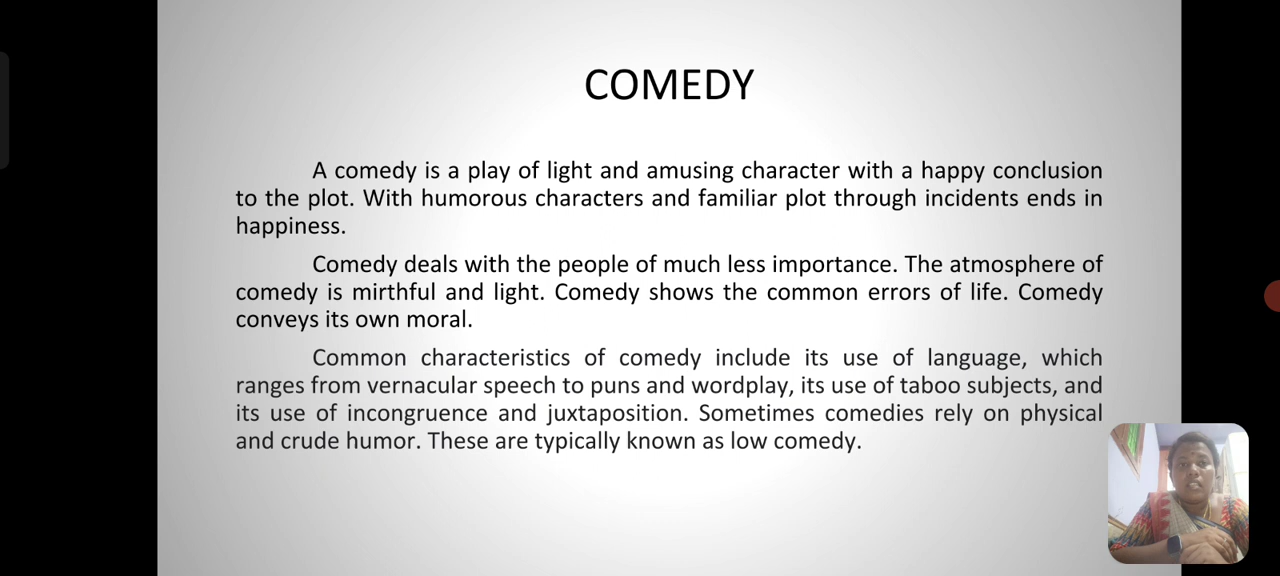 COMEDY
A comedy is a play of light and amusing character with a happy conclusion
to the plot. With humorous characters and familiar plot through incidents ends in
happiness.
Comedy deals with the people of much less importance. The atmosphere of
comedy is mirthful and light. Comedy shows the common errors of life. Comedy
conveys its own moral.
Common characteristics of comedy include its use of language, which
ranges from vernacular speech to puns and wordplay, its use of taboo subjects, and
its use of incongruence and juxtaposition. Sometimes comedies rely on physical
and crude humor. These are typically known as low comedy.